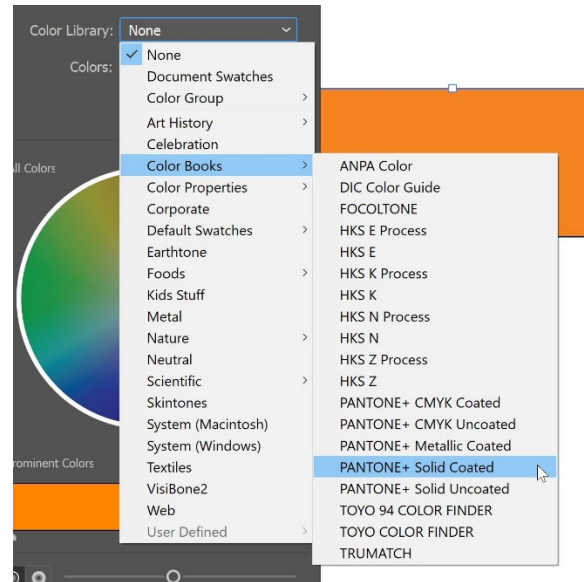 Color Library: None
Colors:
None
Document Swatches
Color Group
Art History
Celebration
Color Books
Color Properties
Corporate
Default Swatches
Earthtone
Foods
Kids Stuff
Metal
Nature
Neutral
Scientific
Skintones
System (Macintosh)
System (Windows)
Textiles
VisiBone2
Web
User Defined
ANPA Color
DIC Color Guide
FOCOLTONE
HKS E Process
HKS E
HKS K Process
HKS K
HKS N Process
HKS N
HKS Z Process
HKS Z
PANTONE+ CMYK Coated
PANTONE+ CMYK Uncoated
PANTONE+ Metallic Coated
PANTONE+ Solid Coated
PANTONE+ Solid Uncoated
TOYO 94 COLOR FINDER
TOYO COLOR FINDER
TRUMATCH
ll Colors
rominent Colors